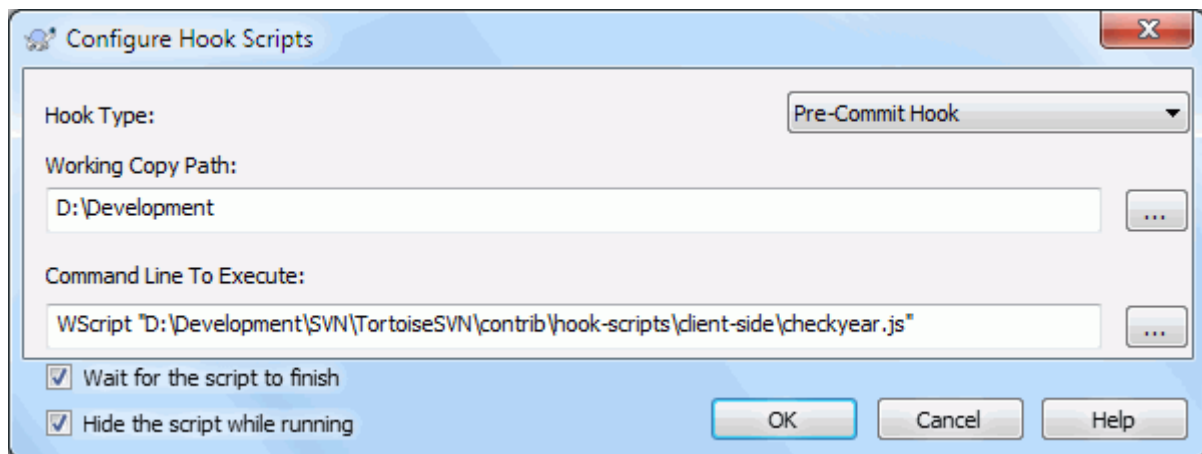 Configure Hook Scripts
Hook Type:
Pre-Commit Hook
Working Copy Path:
D:\Development
...
Command Line To Execute:
WScript "D:\Development\SVN\TortoiseSVN\contrib\hook-scripts\client-side\checkyear.js"
...
Wait for the script to finish
Hide the script while running
OK
Cancel
Help